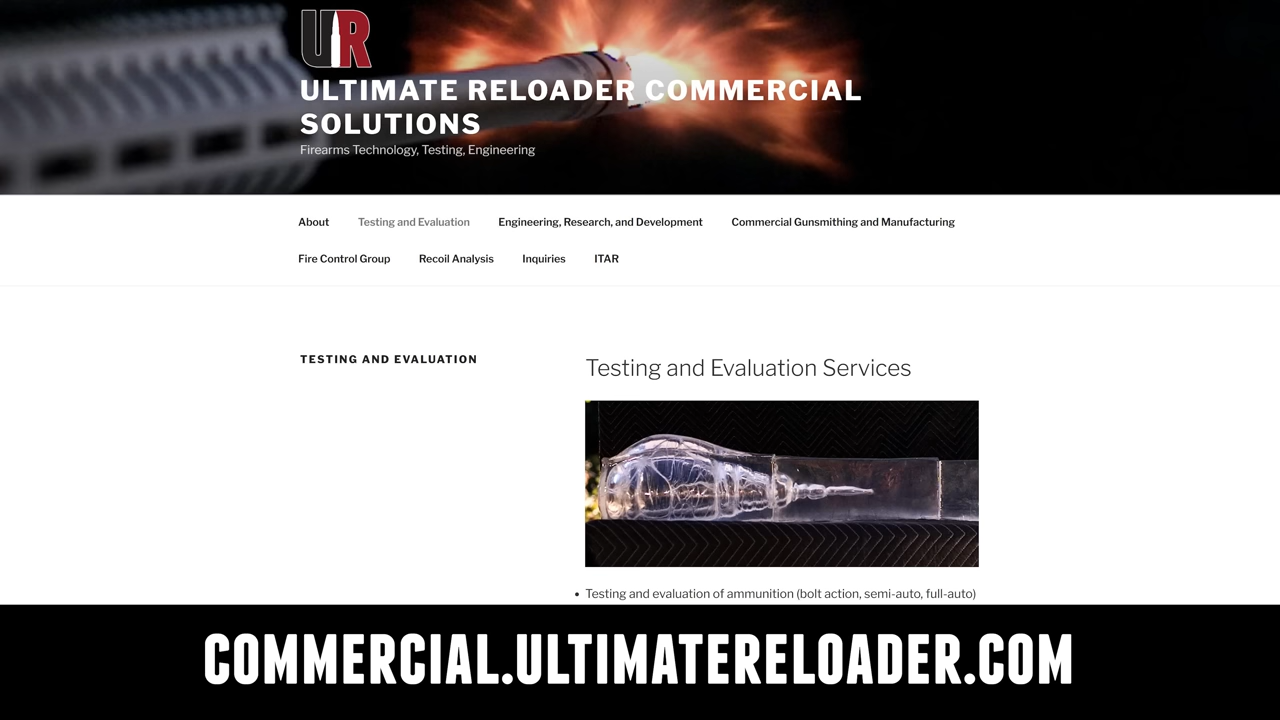 UR
ULTIMATE RELOADER COMMERCIAL
SOLUTIONS
Firearms Technology, Testing, Engineering
About Testing and Evaluation Engineering, Research, and Development Commercial Gunsmithing and Manufacturing
Fire Control Group Recoil Analysis Inquiries ITAR
TESTING AND EVALUATION
Testing and Evaluation Services
• Testing and evaluation of ammunition (bolt action, semi-auto, full-auto)
COMMERCIAL.ULTIMATERELOADER.COM